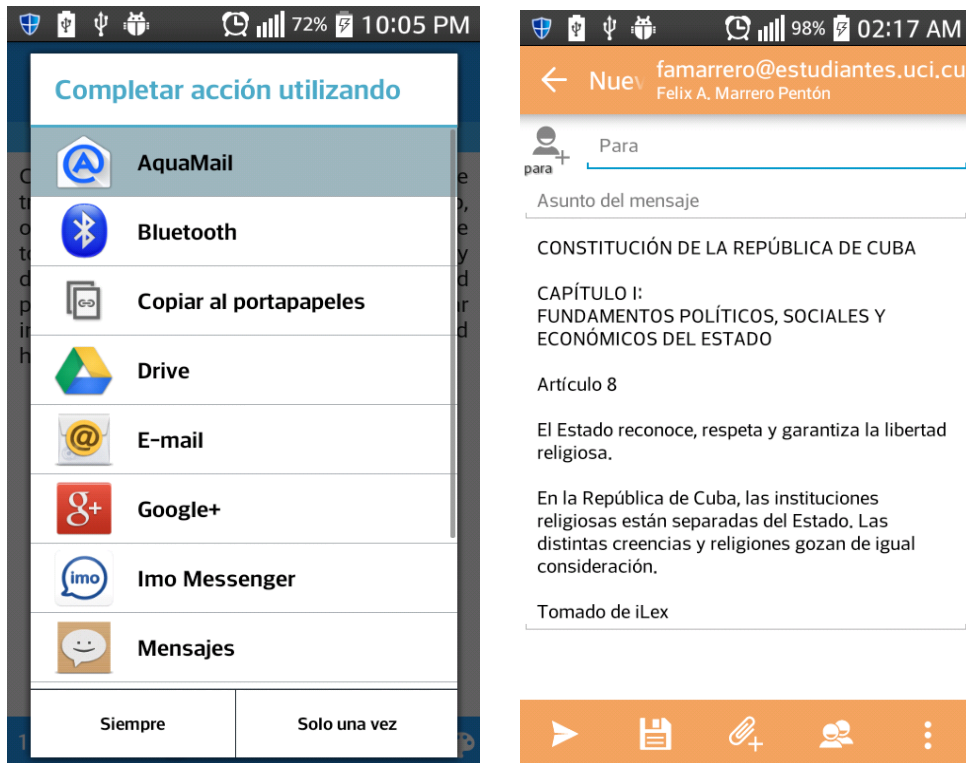 72% 10:05 PM
Completar acción utilizando
AquaMail
Bluetooth
Copiar al portapapeles
Drive
E-mail
Google+
imo
Imo Messenger
Mensajes
Siempre
Solo una vez
98% 02:17 AM
famarrero@estudiantes.uci.cu
Felix A. Marrero Pentón
para
Para
Asunto del mensaje
CONSTITUCIÓN DE LA REPÚBLICA DE CUBA
CAPÍTULO I:
FUNDAMENTOS POLÍTICOS, SOCIALES Y
ECONÓMICOS DEL ESTADO
Artículo 8
El Estado reconoce, respeta y garantiza la libertad
religiosa.
En la República de Cuba, las instituciones
religiosas están separadas del Estado. Las
distintas creencias y religiones gozan de igual
consideración.
Tomado de iLex